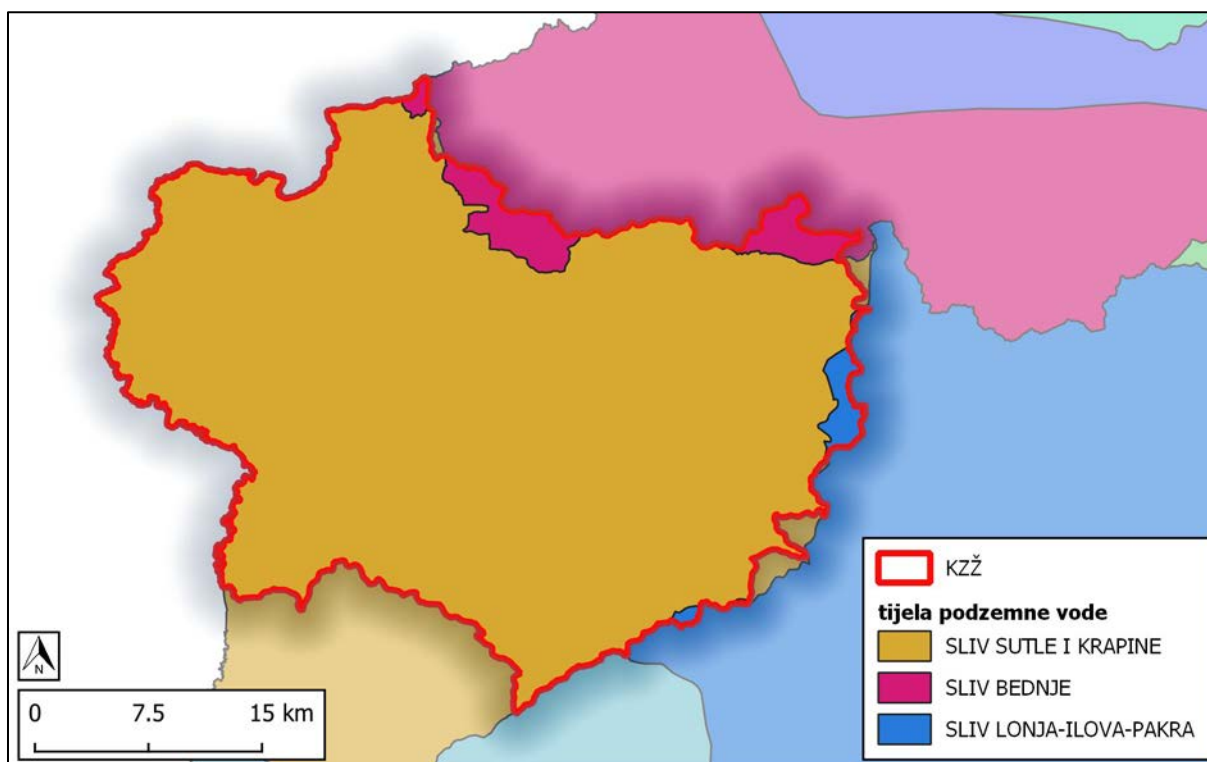 KZŽ
tijela podzemne vode
SLIV SUTLE I KRAPINE
SLIV BEDNJE
SLIV LONJA-ILOVA-PAKRA
N
0 7.5 15 km